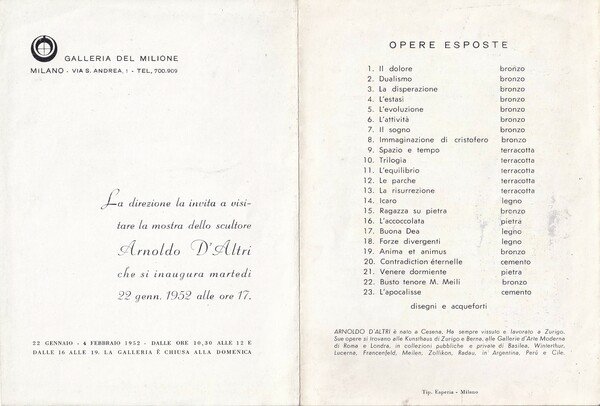 GALLERIA DEL MILIONE
MILANO - VIA S. ANDREA, 1 - TEL. 700.909
La direzione la invita a visi-
tare la mostra dello scultore
Arnoldo D'Altri
che si inaugura martedi
22 genn. 1952 alle ore 17.
22 GENNAIO - 4 FEBBRAIO 1952 - DALLE ORE 10,30 ALLE 12 E
DALLE 16 ALLE 19. LA GALLERIA È CHIUSA ALLA DOMENICA
OPERE ESPOSTE
1. Il dolore bronzo
2. Dualismo bronzo
3. La disperazione bronzo
4. L'estasi bronzo
5. L'evoluzione bronzo
6. L'attività bronzo
7. Il sogno bronzo
8. Immaginazione di cristofero bronzo
9. Spazio e tempo terracotta
10. Trilogia terracotta
11. L'equilibrio terracotta
12. Le parche terracotta
13. La risurrezione terracotta
14. Icaro legno
15. Ragazza su pietra bronzo
16. L'accoccolata pietra
17. Buona Dea legno
18. Forze divergenti legno
19. Anima et animus bronzo
20. Contradiction éternelle cemento
21. Venere dormiente pietra
22. Busto tenore M. Meili bronzo
23. L'apocalisse cemento
disegni e acqueforti
ARNOLDO D'ALTRI è nato a Cesena. Ha sempre vissuto e lavorato a Zurigo.
Sue opere si trovano alle Kunsthaus di Zurigo e Berna, alle Gallerie d'Arte Moderna
di Roma e Londra, in collezioni pubbliche e private di Basilea, Winterthur,
Lucerna, Francenfeld, Meilen, Zollikon, Radau, in Argentina, Perù e Cile.
Tip. Esperia - Milano